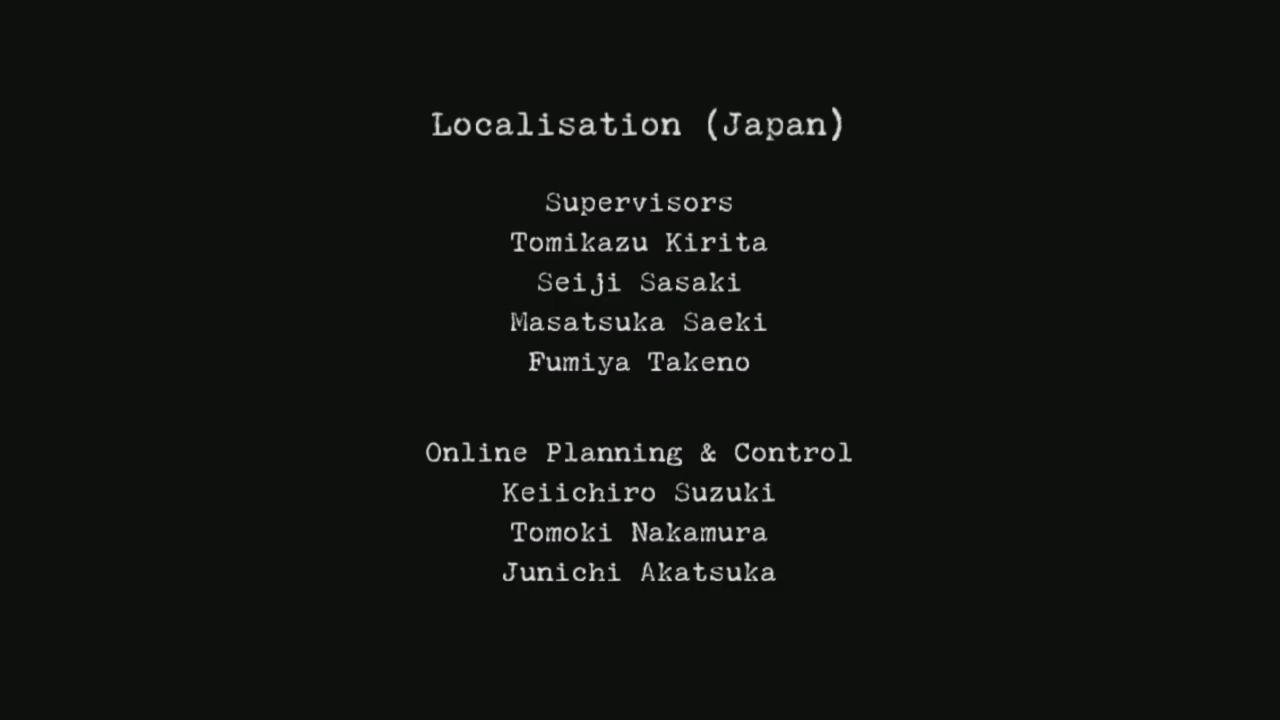 Localisation (Japan)
Supervisors
Tomikazu Kirita
Seiji Sasaki
Masatsuka Saeki
Fumiya Takeno
Online Planning & Control
Keiichiro Suzuki
Tomoki Nakamura
Junichi Akatsuka